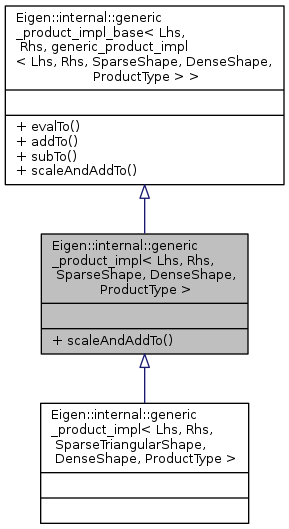 Eigen::internal::generic
_product_impl_base< Lhs,
Rhs, generic_product_impl
< Lhs, Rhs, SparseShape, DenseShape,
ProductType > >
+ evalTo()
+ addTo()
+ subTo()
+ scaleAndAddTo()
Eigen::internal::generic
_product_impl< Lhs, Rhs,
SparseShape, DenseShape,
ProductType >
+ scaleAndAddTo()
Eigen::internal::generic
_product_impl< Lhs, Rhs,
SparseTriangularShape,
DenseShape, ProductType >